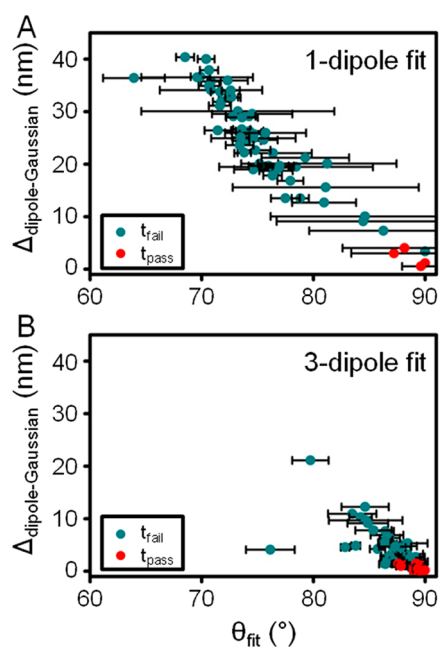 A
1-dipole fit
Δdipole-Gaussian (nm)
40
30
20
10
0
tfail
tpass
60
70
80
90
B
3-dipole fit
Δdipole-Gaussian (nm)
40
30
20
10
0
tfail
tpass
60
70
80
90
θfit (°)